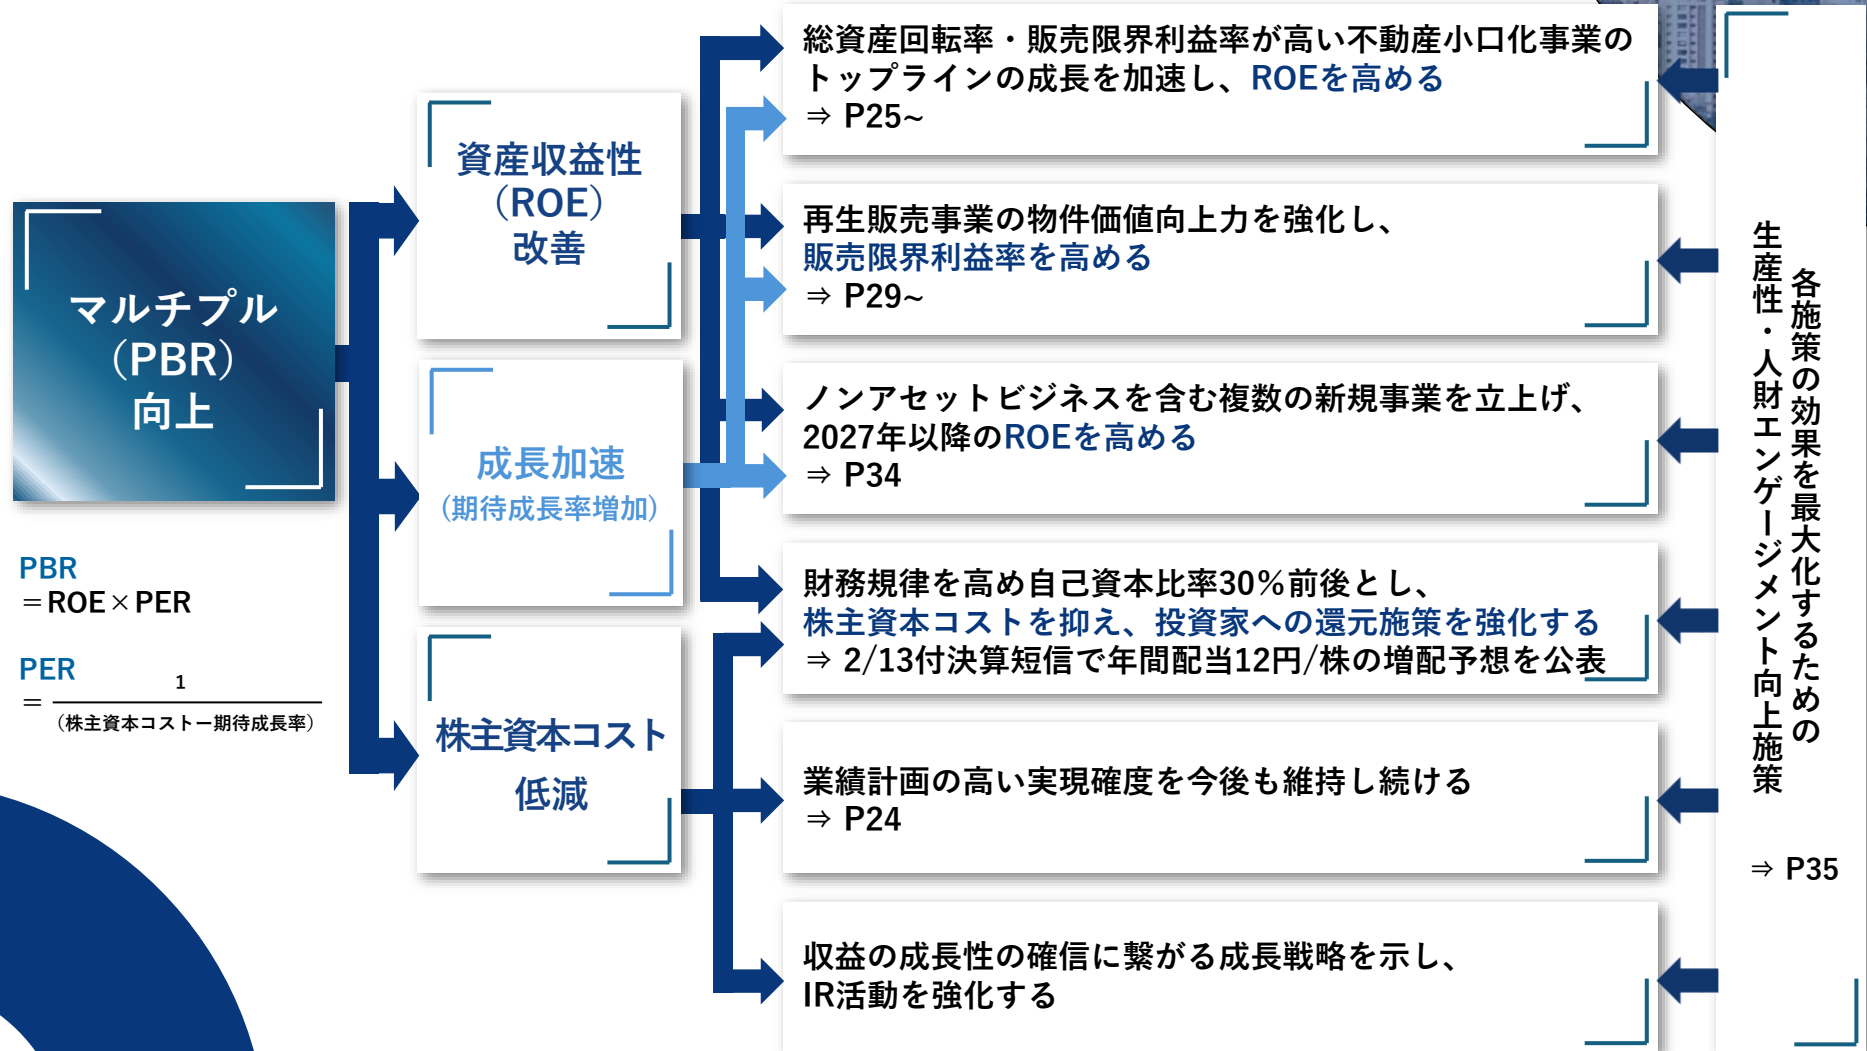 マルチプル
（PBR）
向上
PBR
＝ROE×PER
PER
＝
1
（株主資本コストー期待成長率）
資産収益性
（ROE）
改善
成長加速
（期待成長率増加）
株主資本コスト
低減
総資産回転率・販売限界利益率が高い不動産小口化事業の
トップラインの成長を加速し、ROEを高める
⇒ P25~
再生販売事業の物件価値向上力を強化し、
販売限界利益率を高める
⇒ P29~
ノンアセットビジネスを含む複数の新規事業を立上げ、
2027年以降のROEを高める
⇒ P34
財務規律を高め自己資本比率30%前後とし、
株主資本コストを抑え、投資家への還元施策を強化する
⇒ 2/13付決算短信で年間配当12円/株の増配予想を公表
業績計画の高い実現確度を今後も維持し続ける
⇒ P24
収益の成長性の確信に繋がる成長戦略を示し、
IR活動を強化する
各施策の効果を最大化するための
生産性・人財エンゲージメント向上施策
⇒ P35